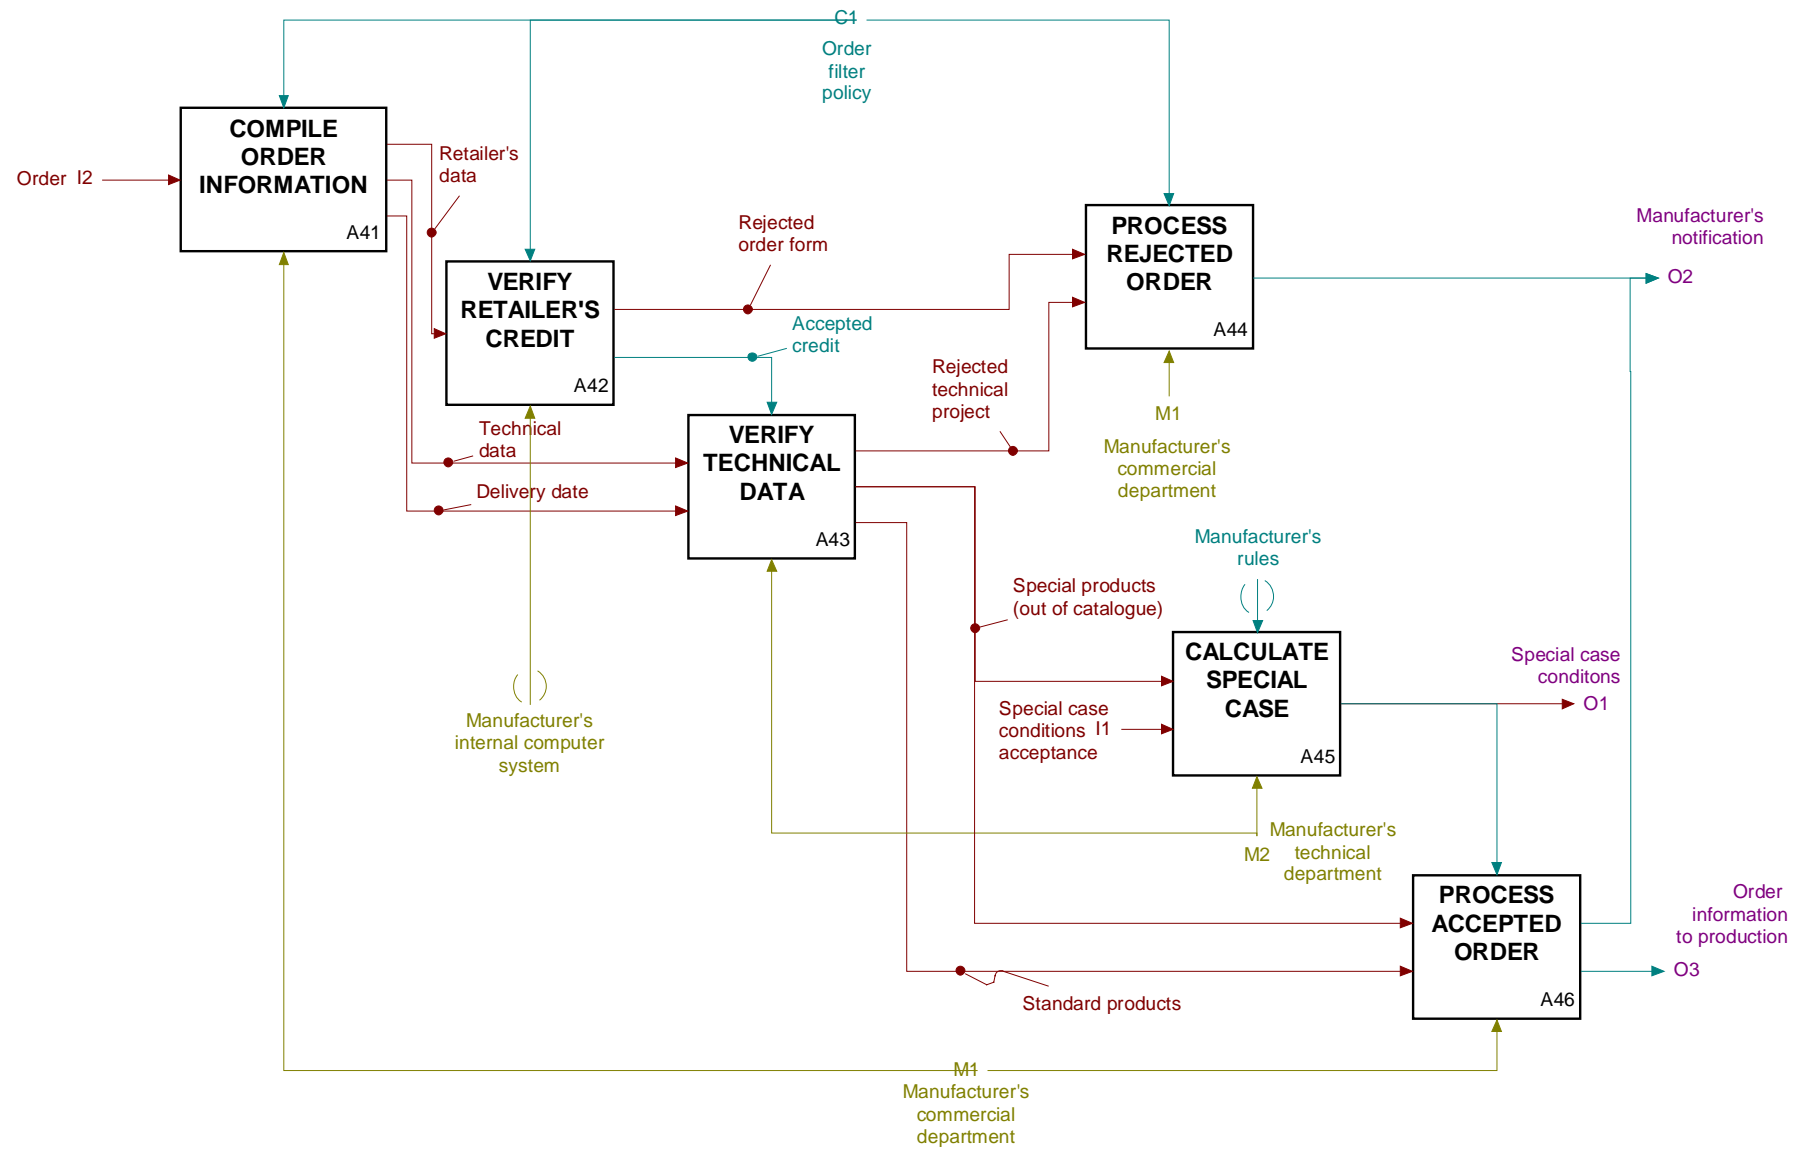 C1
Order
filter
policy
COMPILE
ORDER
INFORMATION
A41
Order I2
Retailer's
data
VERIFY
RETAILER'S
CREDIT
A42
Rejected
order form
Accepted
credit
PROCESS
REJECTED
ORDER
A44
Manufacturer's
notification
O2
Rejected
technical
project
M1
Manufacturer's
commercial
department
Technical
data
Delivery date
VERIFY
TECHNICAL
DATA
A43
Manufacturer's
rules
Special products
(out of catalogue)
CALCULATE
SPECIAL
CASE
A45
Special case
conditons
O1
Special case
conditions I1
acceptance
Manufacturer's
internal computer
system
M2
Manufacturer's
technical
department
PROCESS
ACCEPTED
ORDER
A46
Order
information
to production
O3
Standard products
M1
Manufacturer's
commercial
department